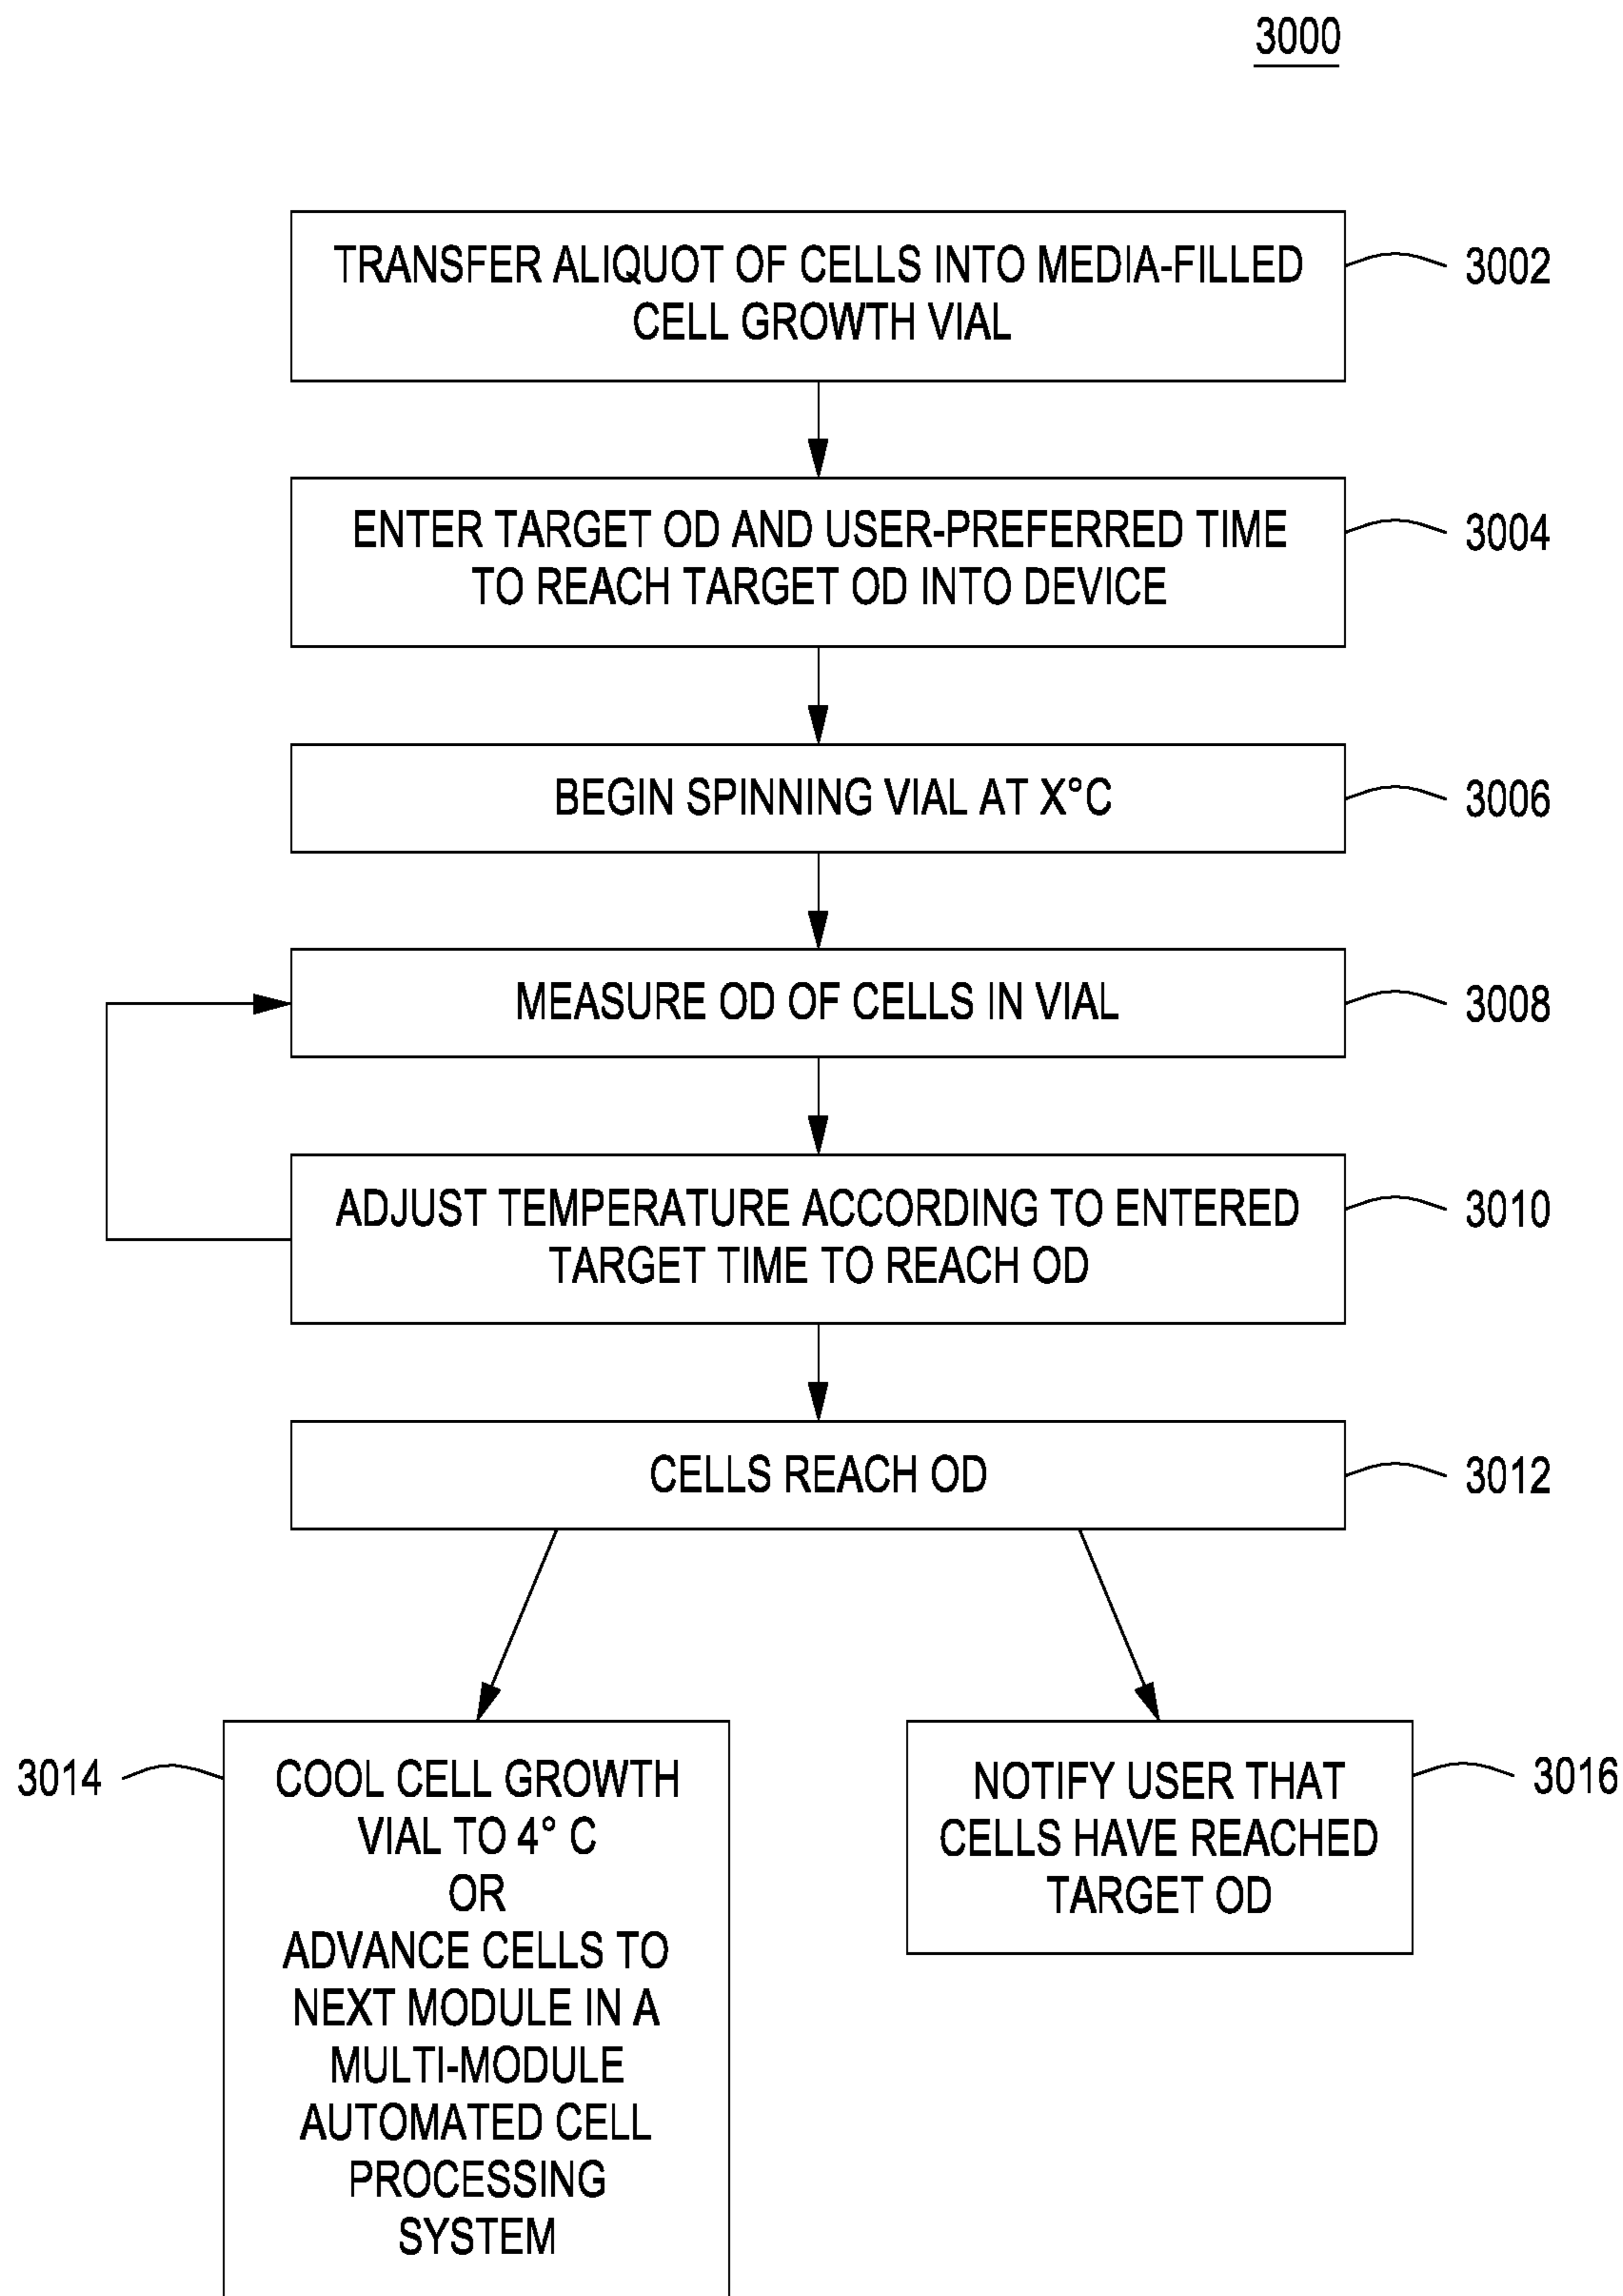 3000
TRANSFER ALIQUOT OF CELLS INTO MEDIA-FILLED
CELL GROWTH VIAL
3002
ENTER TARGET OD AND USER-PREFERRED TIME
TO REACH TARGET OD INTO DEVICE
3004
BEGIN SPINNING VIAL AT X°C
3006
MEASURE OD OF CELLS IN VIAL
3008
ADJUST TEMPERATURE ACCORDING TO ENTERED
TARGET TIME TO REACH OD
3010
CELLS REACH OD
3012
3014
COOL CELL GROWTH
VIAL TO 4° C
OR
ADVANCE CELLS TO
NEXT MODULE IN A
MULTI-MODULE
AUTOMATED CELL
PROCESSING
SYSTEM
NOTIFY USER THAT
CELLS HAVE REACHED
TARGET OD
3016